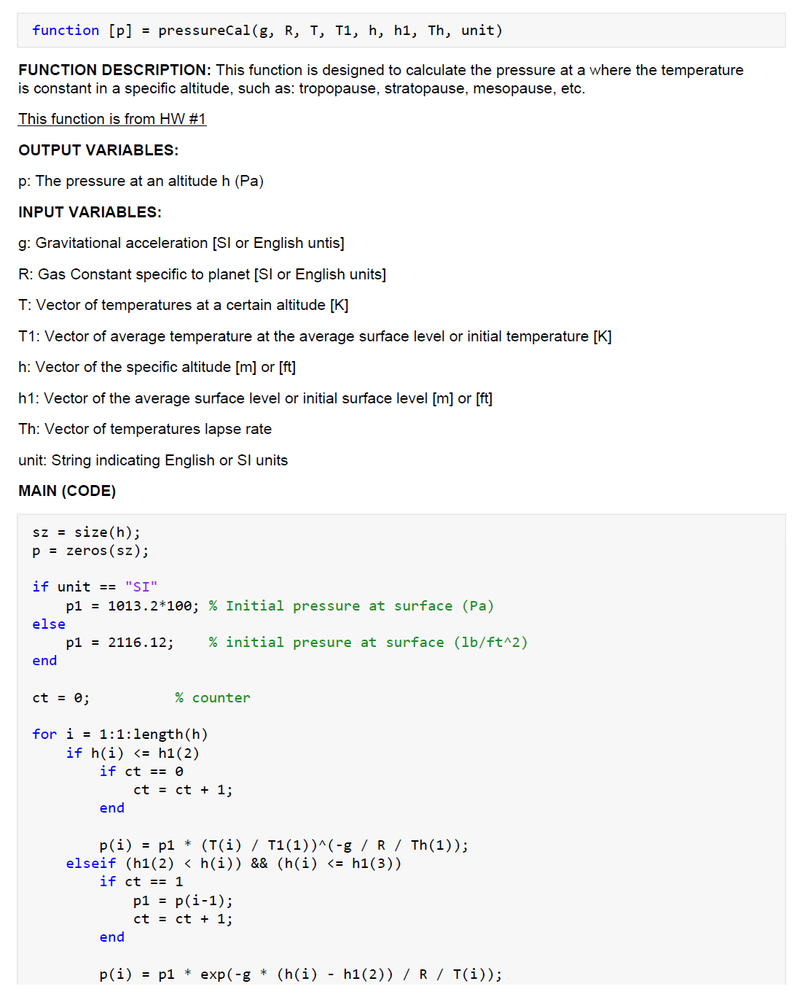 function [p] = pressureCal(g, R, T, T1, h, h1, Th, unit)
FUNCTION DESCRIPTION: This function is designed to calculate the pressure at a where the temperature
is constant in a specific altitude, such as: tropopause, stratopause, mesopause, etc.
This function is from HW #1
OUTPUT VARIABLES:
p: The pressure at an altitude h (Pa)
INPUT VARIABLES:
g: Gravitational acceleration [SI or English untis]
R: Gas Constant specific to planet [SI or English units]
T: Vector of temperatures at a certain altitude [K]
T1: Vector of average temperature at the average surface level or initial temperature [K]
h: Vector of the specific altitude [m] or [ft]
h1: Vector of the average surface level or initial surface level [m] or [ft]
Th: Vector of temperatures lapse rate
unit: String indicating English or SI units
MAIN (CODE)
sz = size(h);
p = zeros(sz);
if unit == "SI"
    p1 = 1013.2*100; % Initial pressure at surface (Pa)
else
    p1 = 2116.12;    % initial presure at surface (lb/ft^2)
end
ct = 0;          % counter
for i = 1:1:length(h)
    if h(i) <= h1(2)
        if ct == 0
            ct = ct + 1;
        end
        p(i) = p1 * (T(i) / T1(1))^(-g / R / Th(1));
    elseif (h1(2) < h(i)) && (h(i) <= h1(3))
        if ct == 1
            p1 = p(i-1);
            ct = ct + 1;
        end
        p(i) = p1 * exp(-g * (h(i) - h1(2)) / R / T(i));